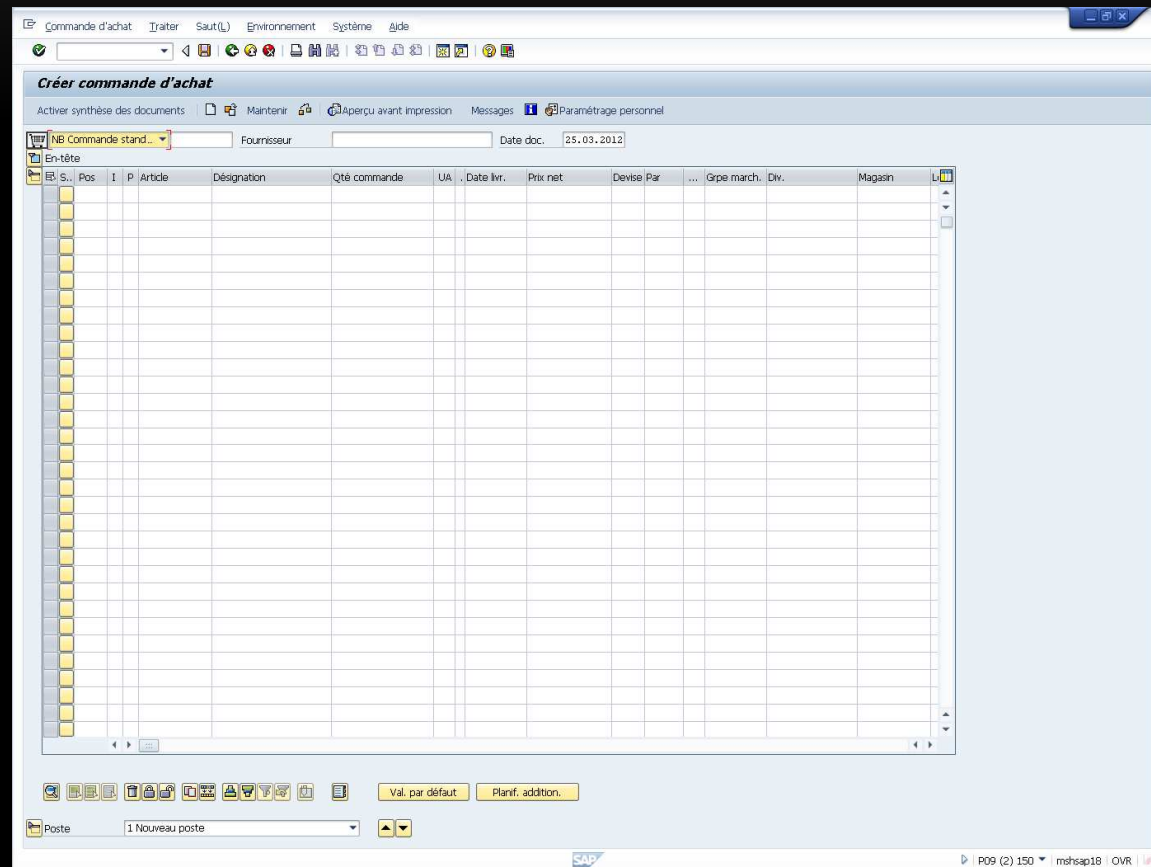 Commande d'achat Traiter Saut(L) Environnement Système Aide
Créer commande d'achat
Activer synthèse des documents Maintenir Aperçu avant impression Messages Paramétrage personnel
NB Commande stand... Fournisseur Date doc. 25.03.2012
En-tête
S.. Pos I P Article Désignation Qté commande UA . Date livr. Prix net Devise Par ... Grpe march. Div. Magasin
Val. par défaut Planif. addition.
Poste 1 Nouveau poste
SAP P09 (2) 150 mshsap18 OVR